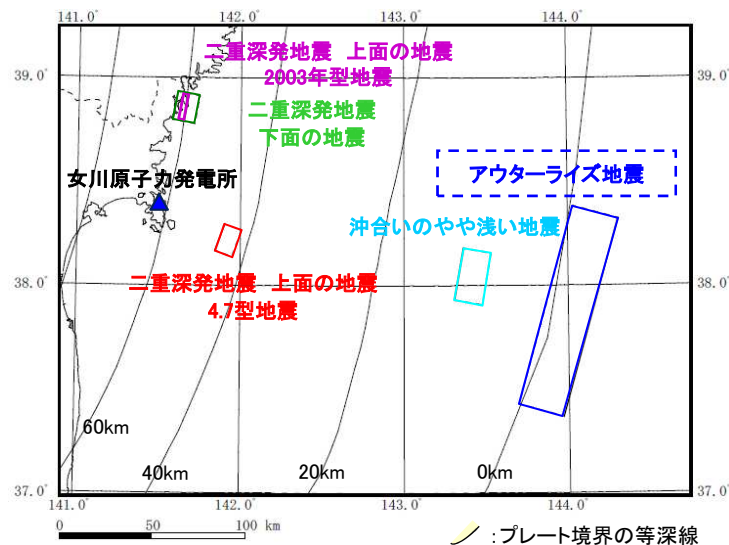 141.0°
142.0°
143.0°
144.0°
二重深発地震 上面の地震
2003年型地震
39.0°
39.0°
二重深発地震
下面の地震
女川原子力発電所
アウターライズ地震
沖合いのやや浅い地震
38.0°
38.0°
二重深発地震 上面の地震
4.7型地震
60km
40km
20km
0km
37.0°
37.0°
141.0°
142.0°
143.0°
144.0°
0
50
100 km
:プレート境界の等深線